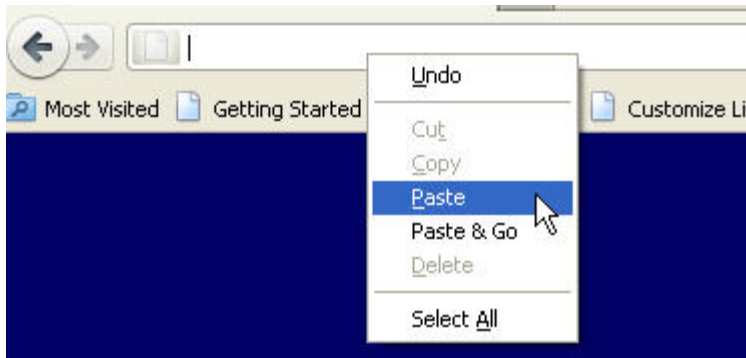 Undo
Most Visited Getting Started Customize Li
Cut
Copy
Paste
Paste & Go
Delete
Select All